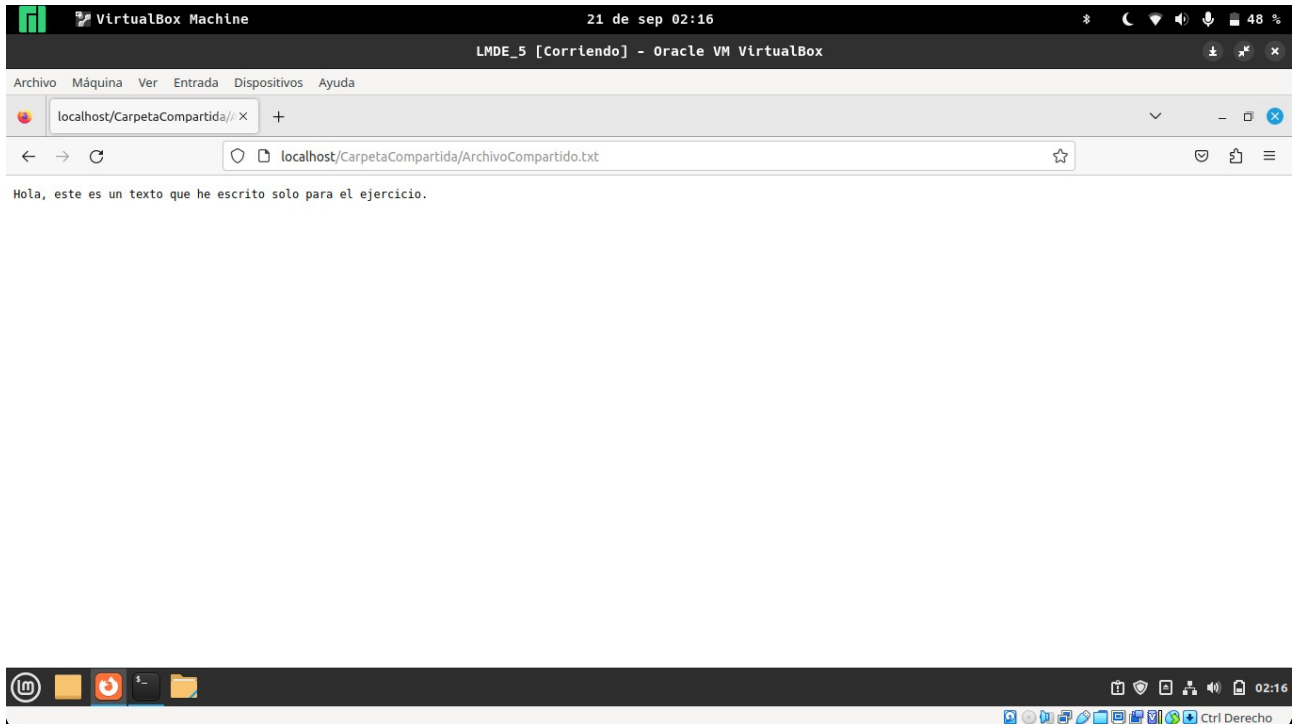 VirtualBox Machine 21 de sep 02:16 48 %
LMDE_5 [Corriendo] - Oracle VM VirtualBox
Archivo Máquina Ver Entrada Dispositivos Ayuda
localhost/CarpetaCompartida/A
localhost/CarpetaCompartida/ArchivoCompartido.txt
Hola, este es un texto que he escrito solo para el ejercicio.
02:16
Ctrl Derecho